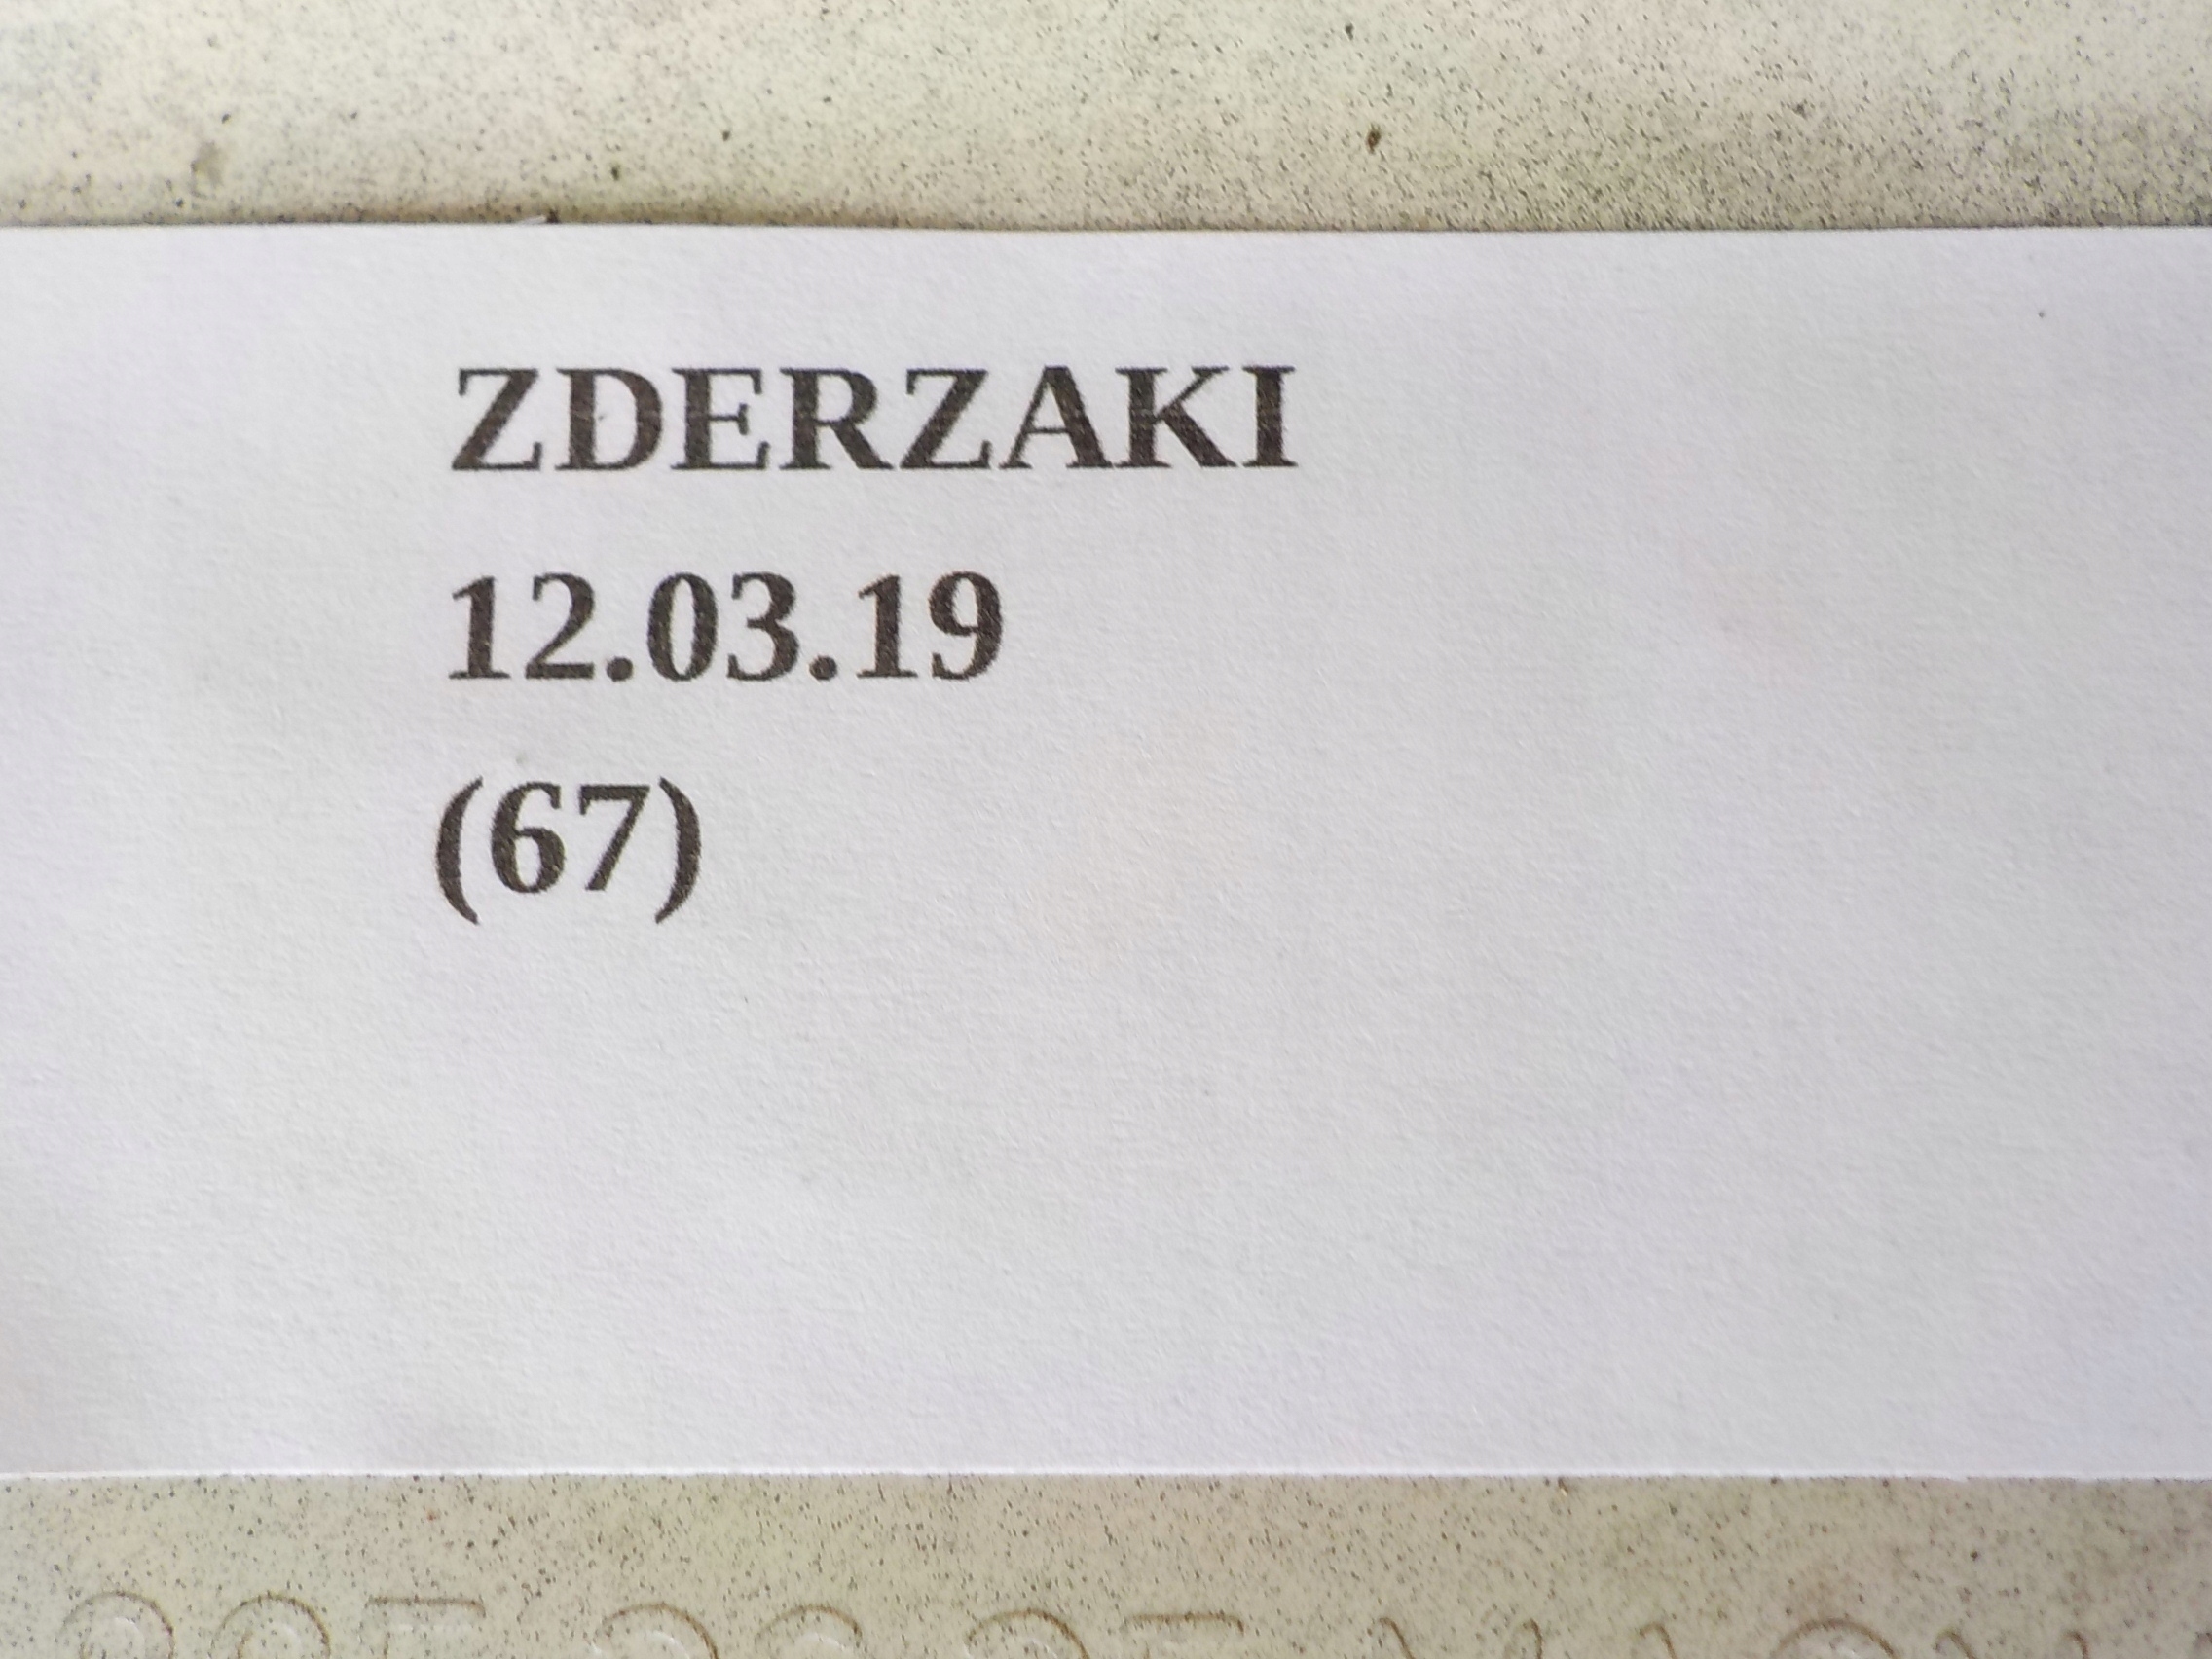 ZDERZAKI
12.03.19
(67)